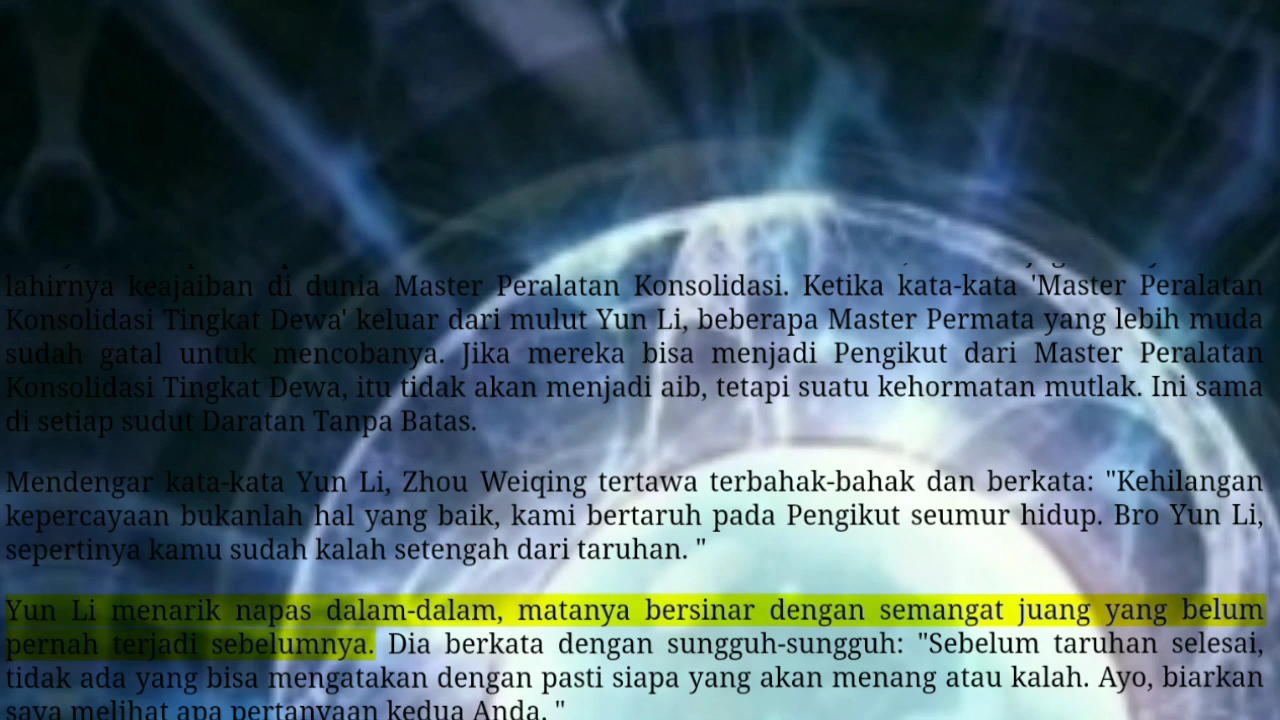 lahirnya keajaiban di dunia Master Peralatan Konsolidasi. Ketika kata-kata 'Master Peralatan
Konsolidasi Tingkat Dewa' keluar dari mulut Yun Li, beberapa Master Permata yang lebih muda
sudah gatal untuk mencobanya. Jika mereka bisa menjadi Pengikut dari Master Peralatan
Konsolidasi Tingkat Dewa, itu tidak akan menjadi aib, tetapi suatu kehormatan mutlak. Ini sama
di setiap sudut Daratan Tanpa Batas.
Mendengar kata-kata Yun Li, Zhou Weiqing tertawa terbahak-bahak dan berkata: "Kehilangan
kepercayaan bukanlah hal yang baik, kami bertaruh pada Pengikut seumur hidup. Bro Yun Li,
sepertinya kamu sudah kalah setengah dari taruhan. "
Yun Li menarik napas dalam-dalam, matanya bersinar dengan semangat juang yang belum
pernah terjadi sebelumnya. Dia berkata dengan sungguh-sungguh: "Sebelum taruhan selesai,
tidak ada yang bisa mengatakan dengan pasti siapa yang akan menang atau kalah. Ayo, biarkan
saya melihat apa pertanyaan kedua Anda. "